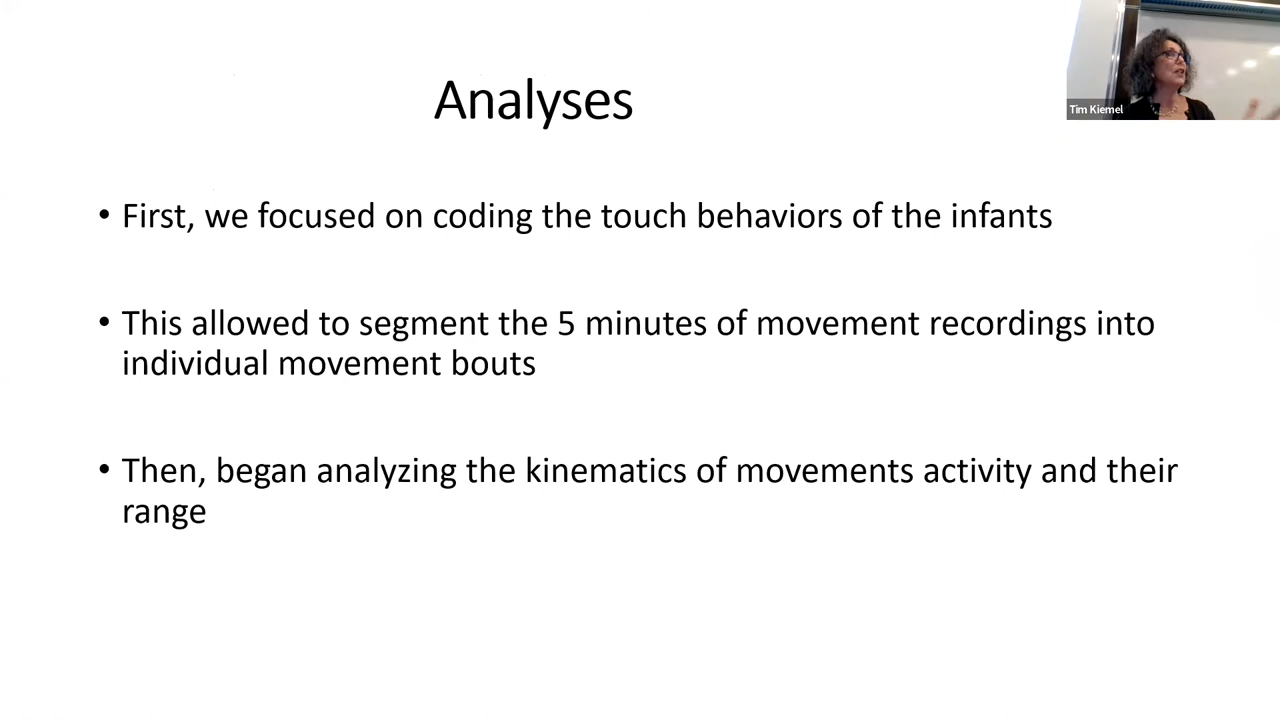 Analyses
Tim Kiemel
• First, we focused on coding the touch behaviors of the infants
• This allowed to segment the 5 minutes of movement recordings into
individual movement bouts
• Then, began analyzing the kinematics of movements activity and their
range